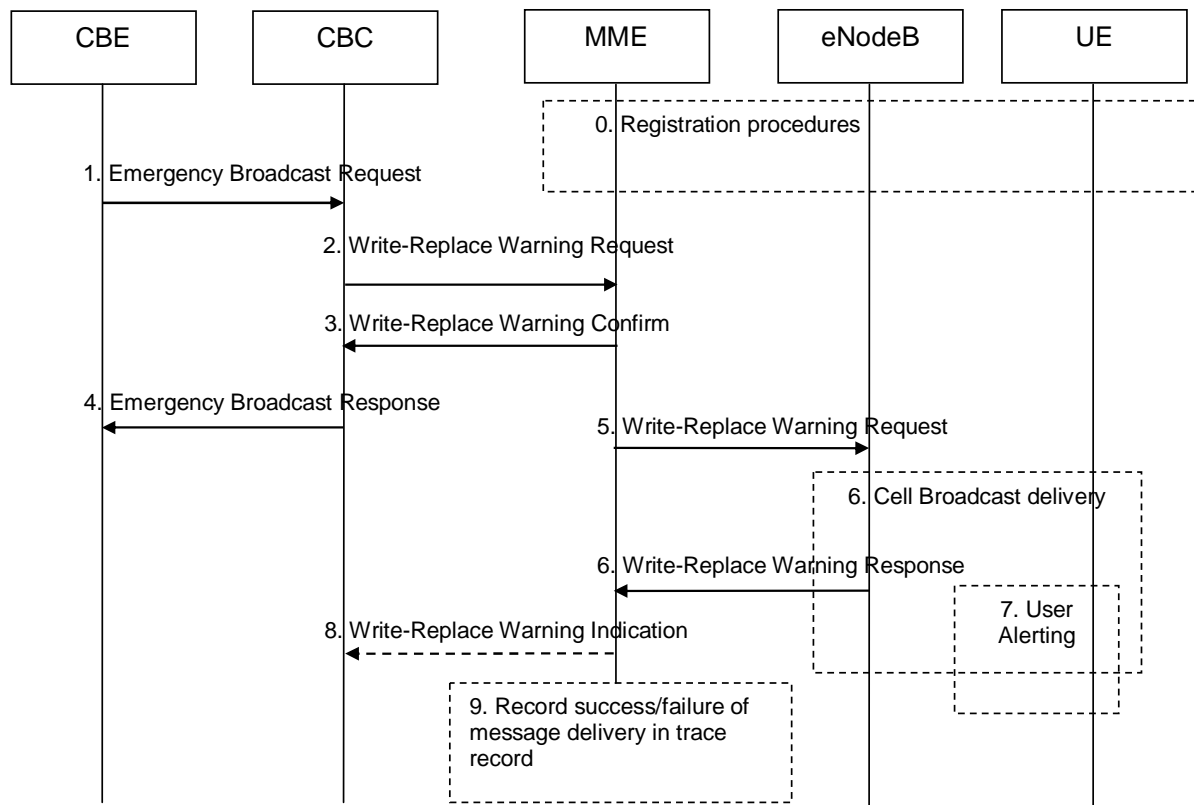 CBE
CBC
MME
eNodeB
UE
0. Registration procedures
1. Emergency Broadcast Request
2. Write-Replace Warning Request
3. Write-Replace Warning Confirm
4. Emergency Broadcast Response
5. Write-Replace Warning Request
6. Cell Broadcast delivery
6. Write-Replace Warning Response
7. User
Alerting
8. Write-Replace Warning Indication
9. Record success/failure of
message delivery in trace
record